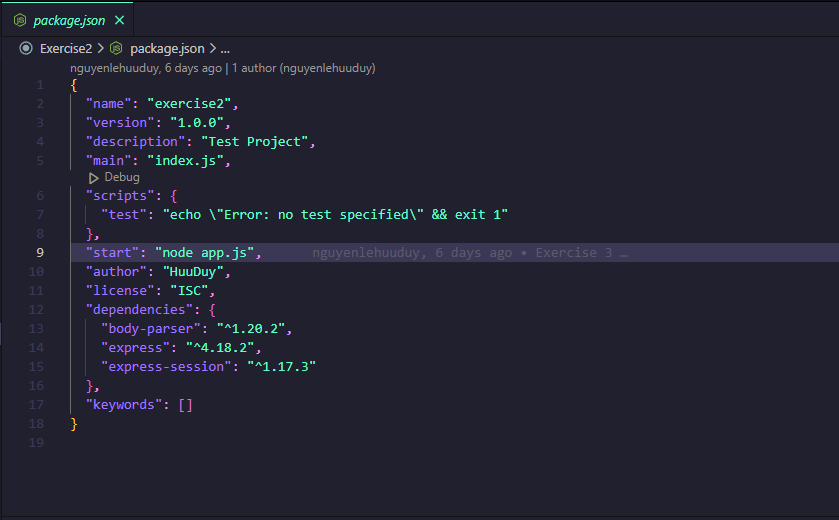 package.json
Exercise2 > package.json > ...
nguyenlehuuduy, 6 days ago | 1 author (nguyenlehuuduy)
1 {
2 "name": "exercise2",
3 "version": "1.0.0",
4 "description": "Test Project",
5 "main": "index.js",
Debug
6 "scripts": {
7 "test": "echo \"Error: no test specified\" && exit 1"
8 },
9 "start": "node app.js", nguyenlehuuduy, 6 days ago • Exercise 3 …
10 "author": "HuuDuy",
11 "license": "ISC",
12 "dependencies": {
13 "body-parser": "^1.20.2",
14 "express": "^4.18.2",
15 "express-session": "^1.17.3"
16 },
17 "keywords": []
18 }
19